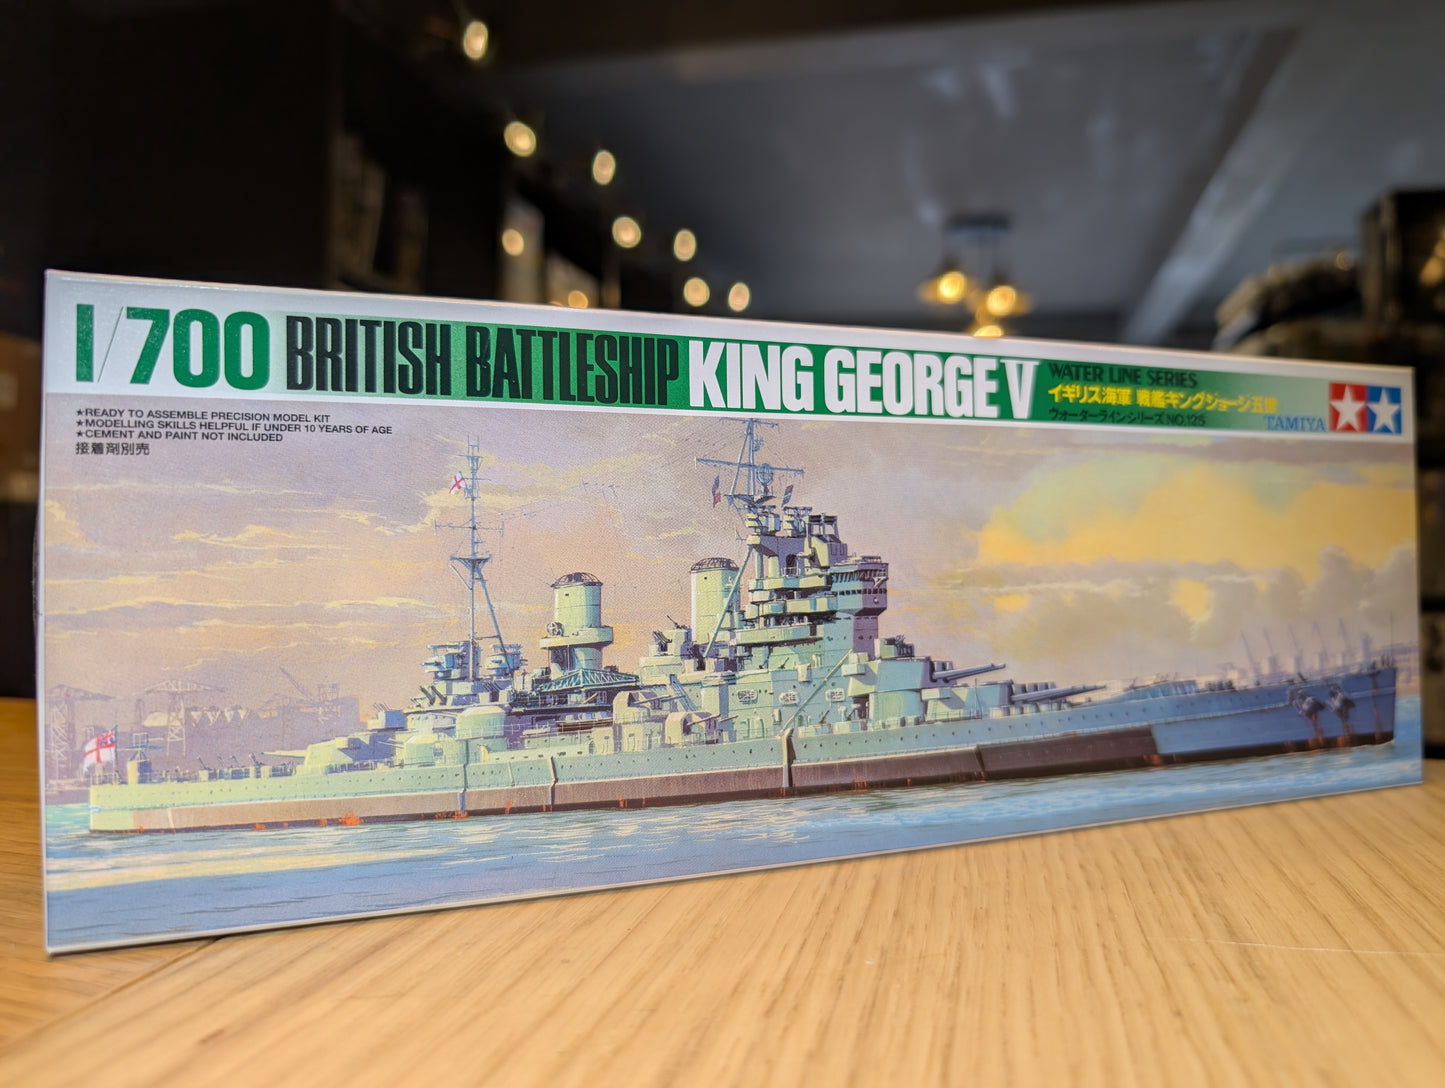 1/700 BRITISH BATTLESHIP KING GEORGE V
WATER LINE SERIES
イギリス海軍 戦艦キングジョージ五世
ウォーターラインシリーズ NO.125
TAMIYA
★READY TO ASSEMBLE PRECISION MODEL KIT
★MODELLING SKILLS HELPFUL IF UNDER 10 YEARS OF AGE
★CEMENT AND PAINT NOT INCLUDED
接着剤別売